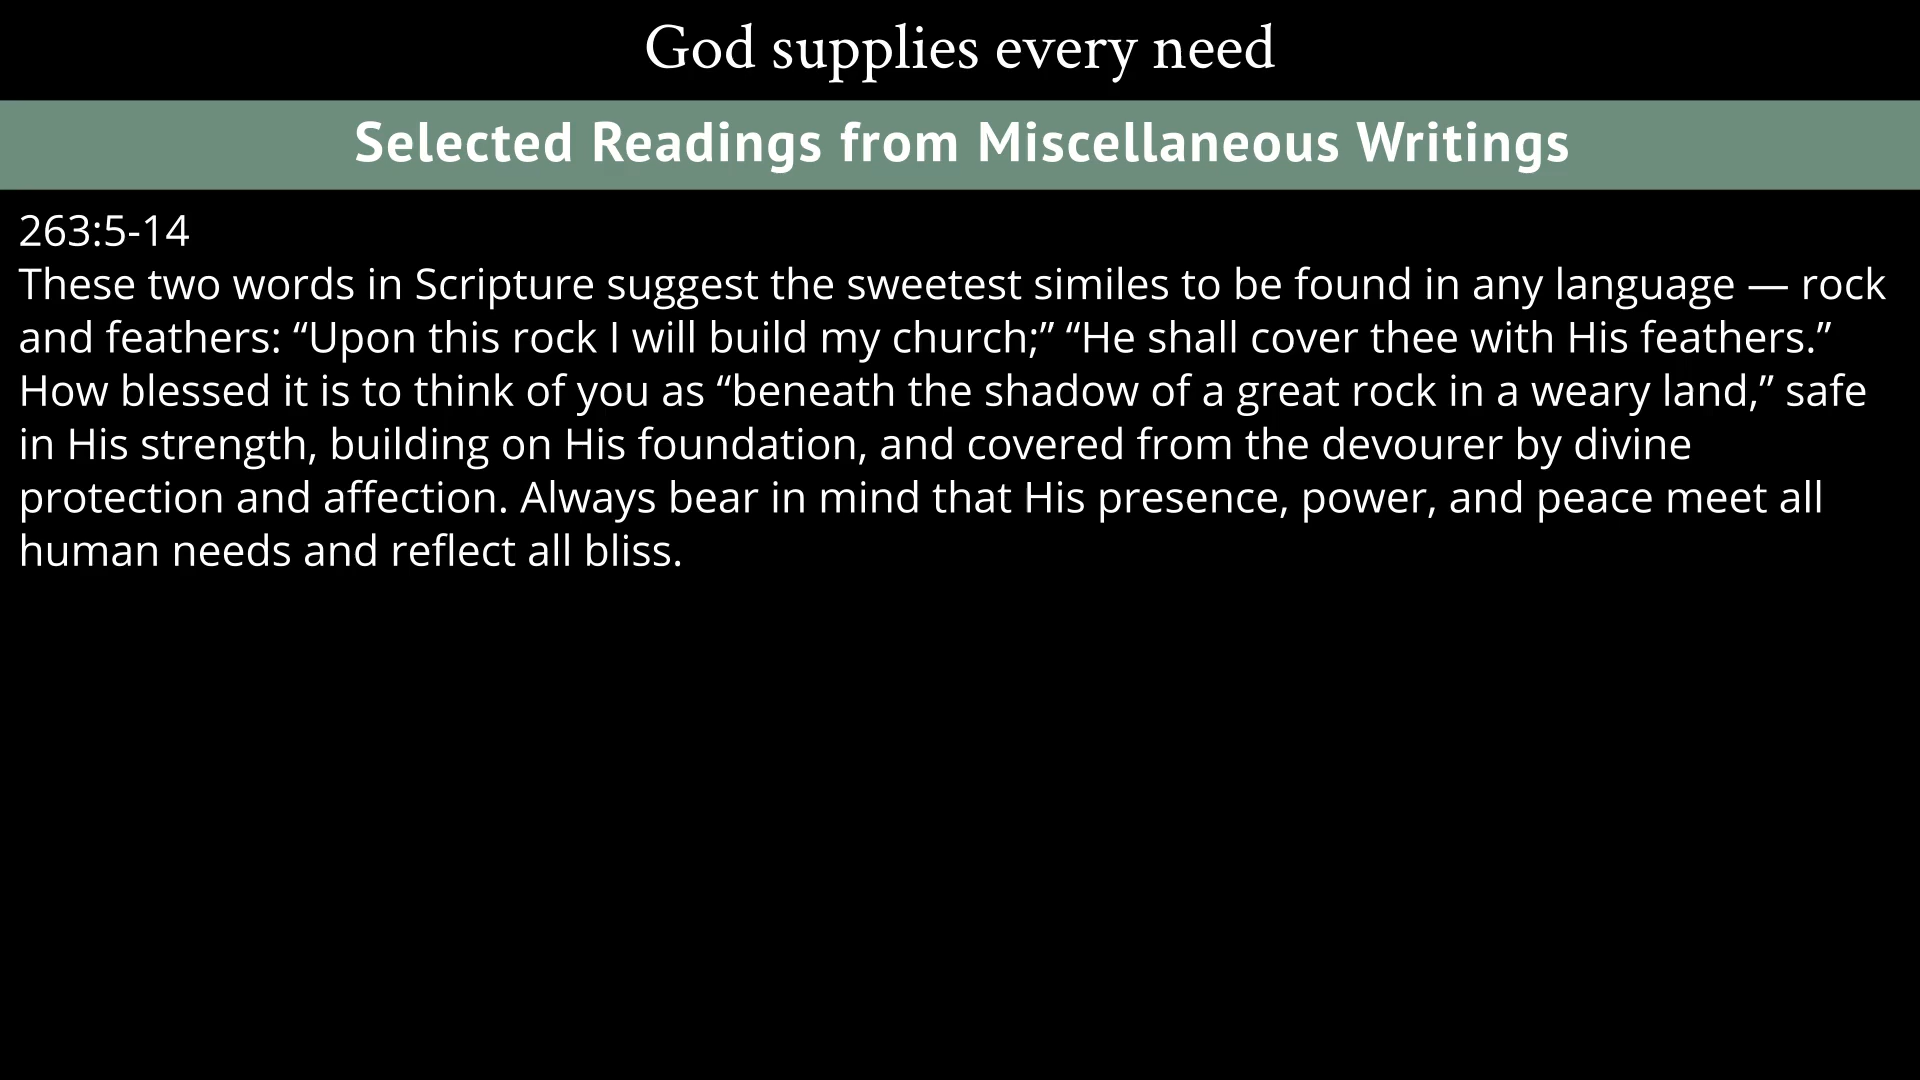 God supplies every need
Selected Readings from Miscellaneous Writings
263:5-14
These two words in Scripture suggest the sweetest similes to be found in any language — rock
and feathers: “Upon this rock I will build my church;” “He shall cover thee with His feathers.”
How blessed it is to think of you as “beneath the shadow of a great rock in a weary land,” safe
in His strength, building on His foundation, and covered from the devourer by divine
protection and affection. Always bear in mind that His presence, power, and peace meet all
human needs and reflect all bliss.